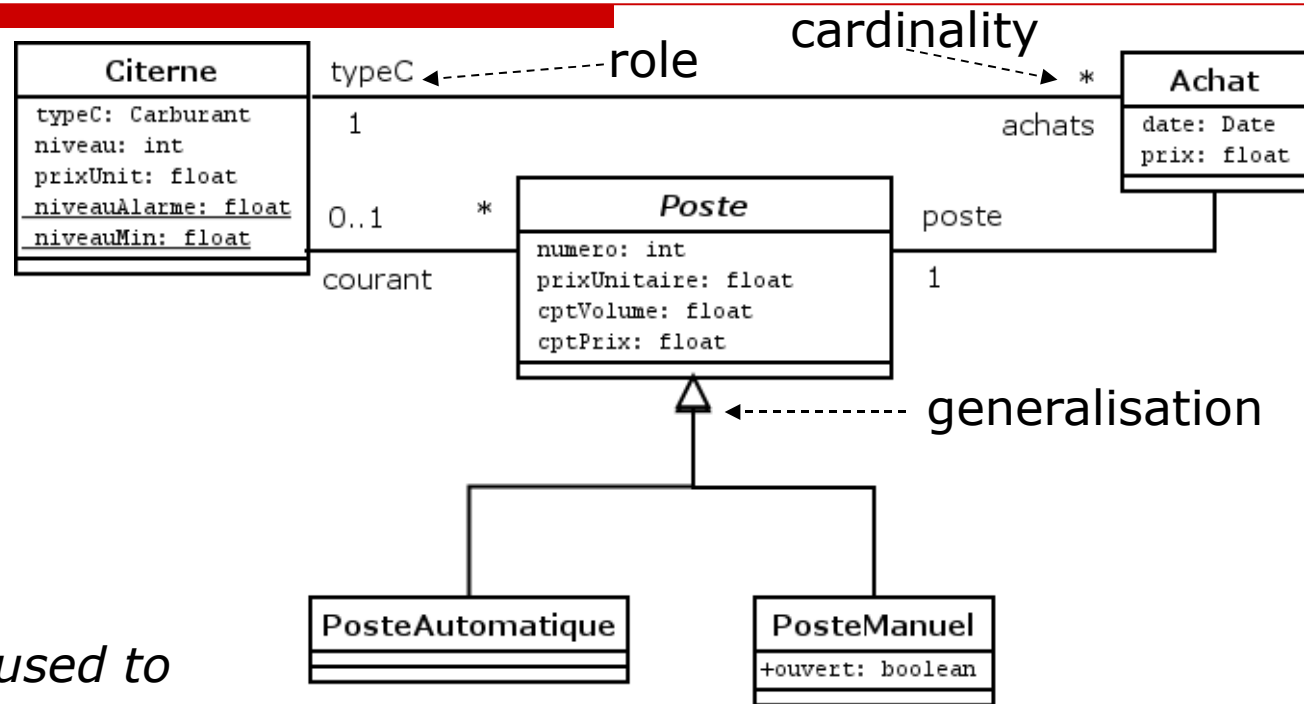 cardinality
role
Citerne
typeC: Carburant
niveau: int
prixUnit: float
niveauAlarme: float
niveauMin: float
typeC
1
*
achats
Achat
date: Date
prix: float
0..1
*
courant
Poste
numero: int
prixUnitaire: float
cptVolume: float
cptPrix: float
poste
1
generalisation
PosteAutomatique
PosteManuel
+ouvert: boolean
used to